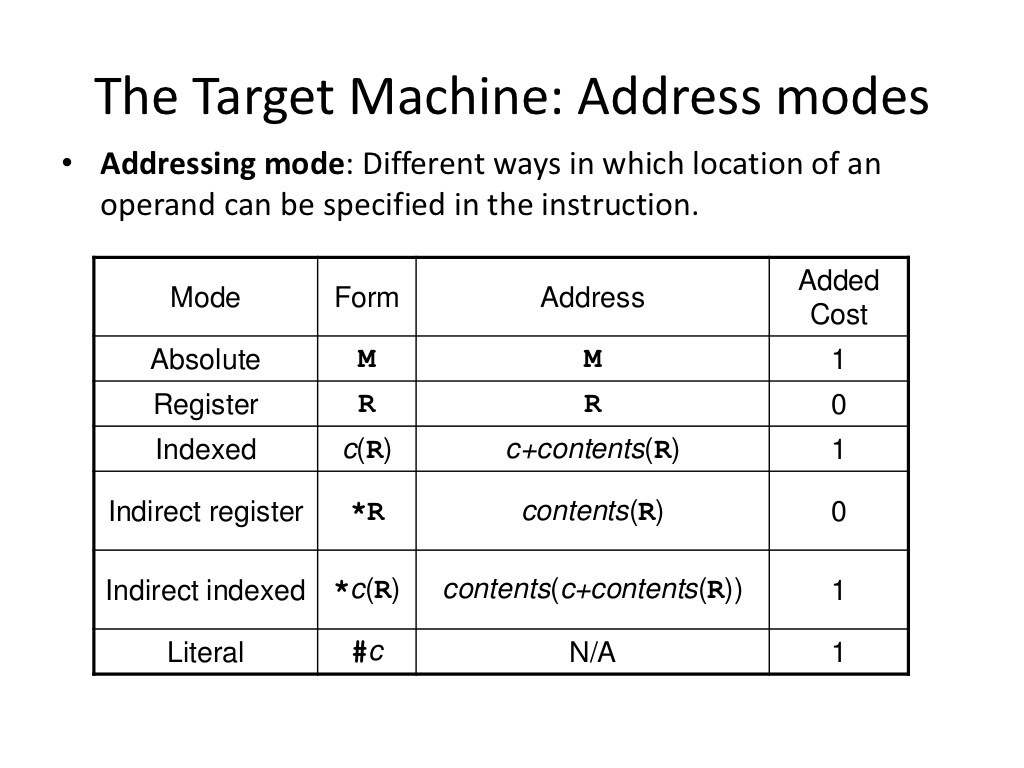 The Target Machine: Address modes
• Addressing mode: Different ways in which location of an
operand can be specified in the instruction.
Mode Form Address Added Cost
Absolute M M 1
Register R R 0
Indexed c(R) c+contents(R) 1
Indirect register *R contents(R) 0
Indirect indexed *c(R) contents(c+contents(R)) 1
Literal #c N/A 1